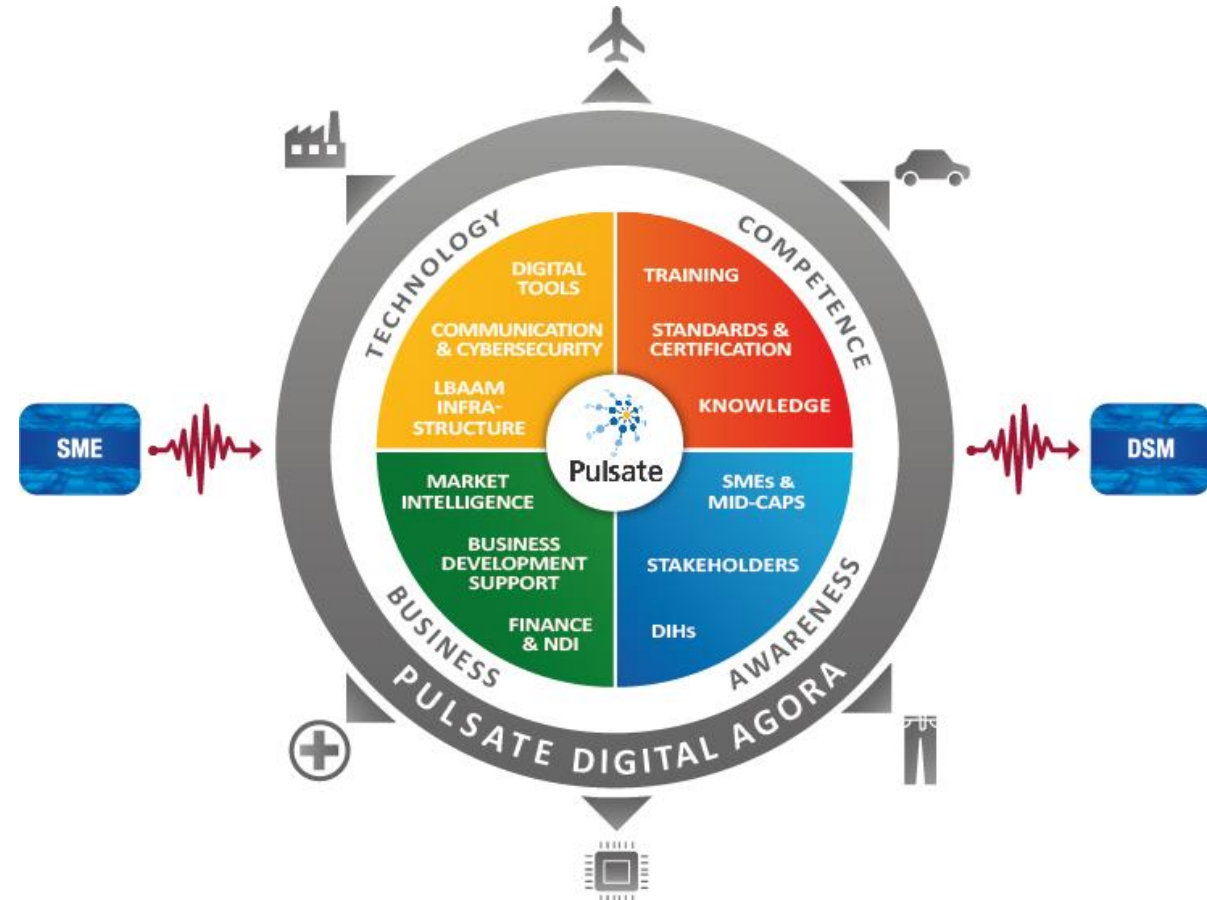 TECHNOLOGY
COMPETENCE
DIGITAL
TOOLS
COMMUNICATION
& CYBERSECURITY
LBAAM
INFRA-
STRUCTURE
TRAINING
STANDARDS &
CERTIFICATION
KNOWLEDGE
SME
Pulsate
DSM
MARKET
INTELLIGENCE
BUSINESS
DEVELOPMENT
SUPPORT
FINANCE
& NDI
SMEs &
MID-CAPS
STAKEHOLDERS
DIHs
BUSINESS
AWARENESS
PULSATE DIGITAL AGORA